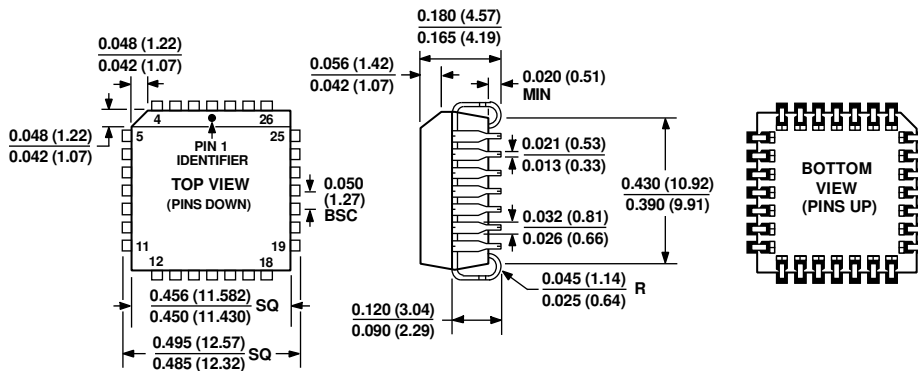 0.180 (4.57)
0.165 (4.19)
0.048 (1.22)
0.042 (1.07)
0.056 (1.42)
0.042 (1.07)
0.020 (0.51)
MIN
0.048 (1.22)
0.042 (1.07)
4
26
5
25
PIN 1
IDENTIFIER
TOP VIEW
(PINS DOWN)
0.050
(1.27)
BSC
11
19
12
18
0.456 (11.582)
0.450 (11.430)
SQ
0.495 (12.57)
0.485 (12.32)
SQ
0.021 (0.53)
0.013 (0.33)
0.032 (0.81)
0.026 (0.66)
0.430 (10.92)
0.390 (9.91)
0.045 (1.14)
0.025 (0.64)
R
0.120 (3.04)
0.090 (2.29)
BOTTOM
VIEW
(PINS UP)